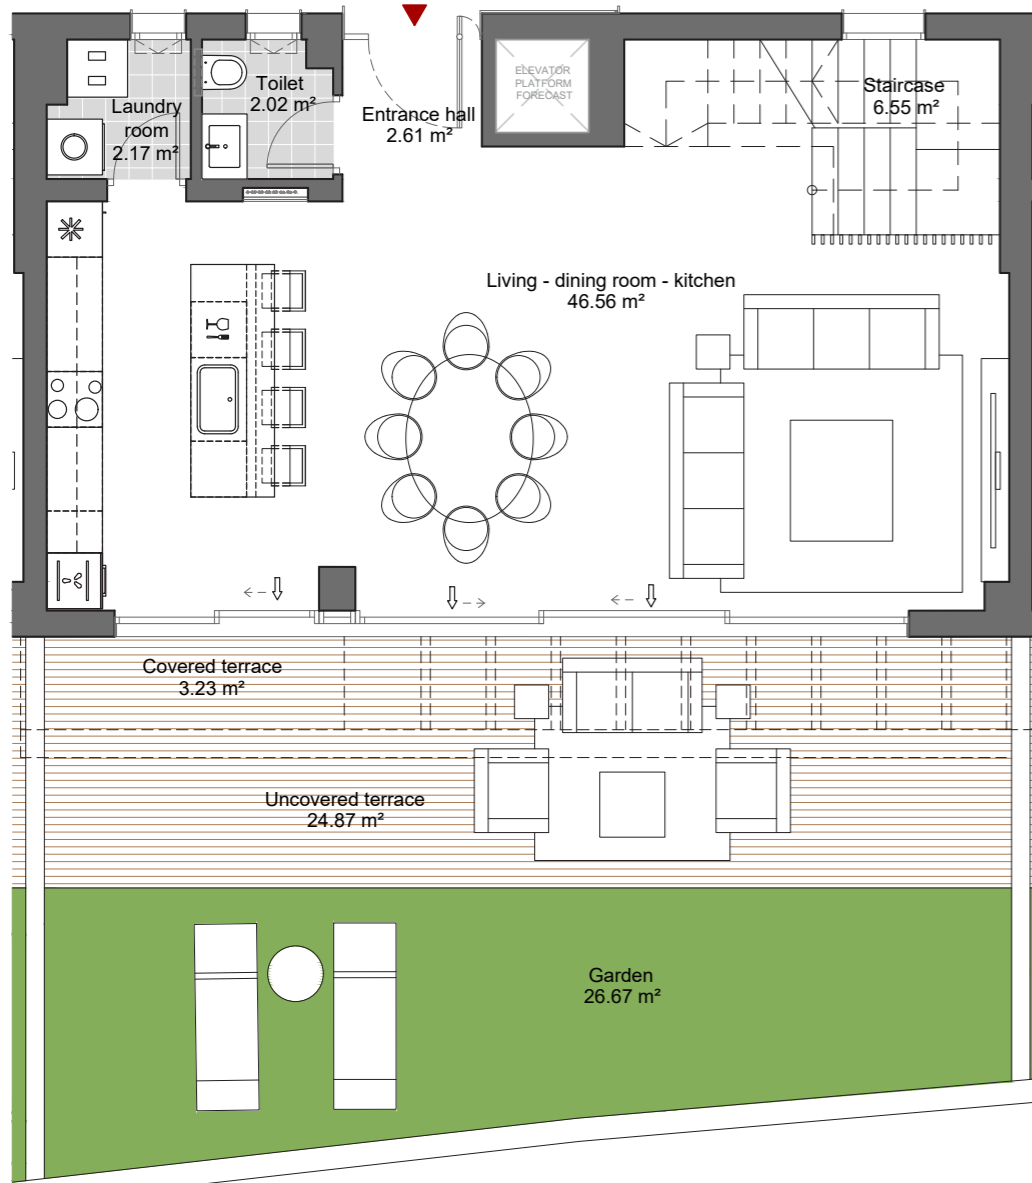 ELEVATOR
PLATFORM
FORECAST
Laundry
room
2.17 m²
Toilet
2.02 m²
Entrance hall
2.61 m²
Staircase
6.55 m²
Living - dining room - kitchen
46.56 m²
Covered terrace
3.23 m²
Uncovered terrace
24.87 m²
Garden
26.67 m²